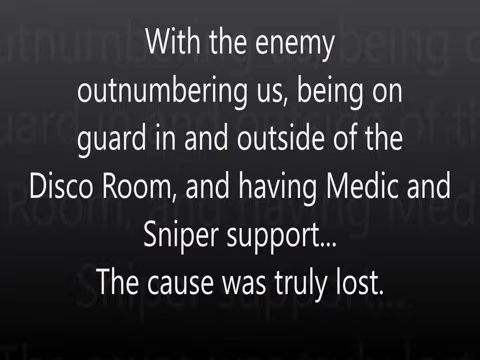 With the enemy
outnumbering us, being on
guard in and outside of the
Disco Room, and having Medic and
Sniper support...
The cause was truly lost.